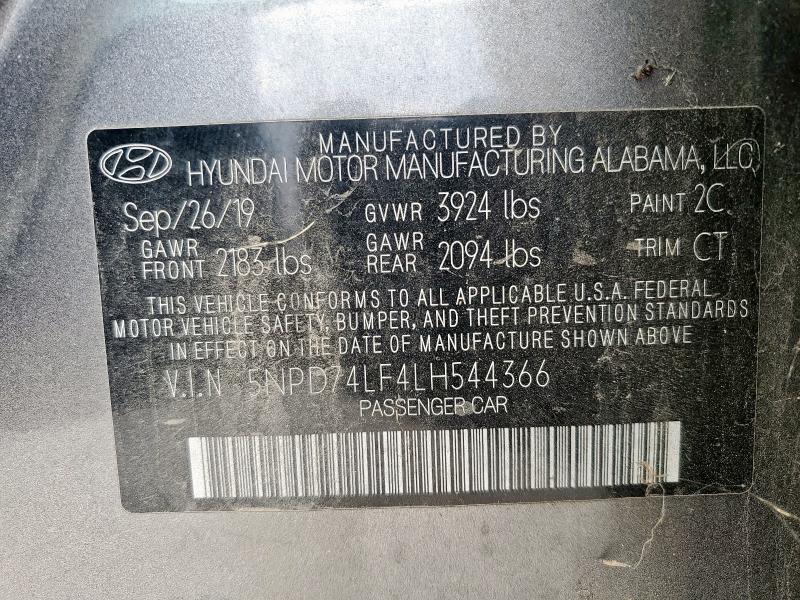 MANUFACTURED BY
HYUNDAI MOTOR MANUFACTURING ALABAMA, LLC
Sep/26/19 GVWR 3924 lbs PAINT 2C
GAWR FRONT 2183 lbs GAWR REAR 2094 lbs TRIM CT
THIS VEHICLE CONFORMS TO ALL APPLICABLE U.S.A. FEDERAL
MOTOR VEHICLE SAFETY, BUMPER, AND THEFT PREVENTION STANDARDS
IN EFFECT ON THE DATE OF MANUFACTURE SHOWN ABOVE
V.I.N 5NPD74LF4LH544366
PASSENGER CAR